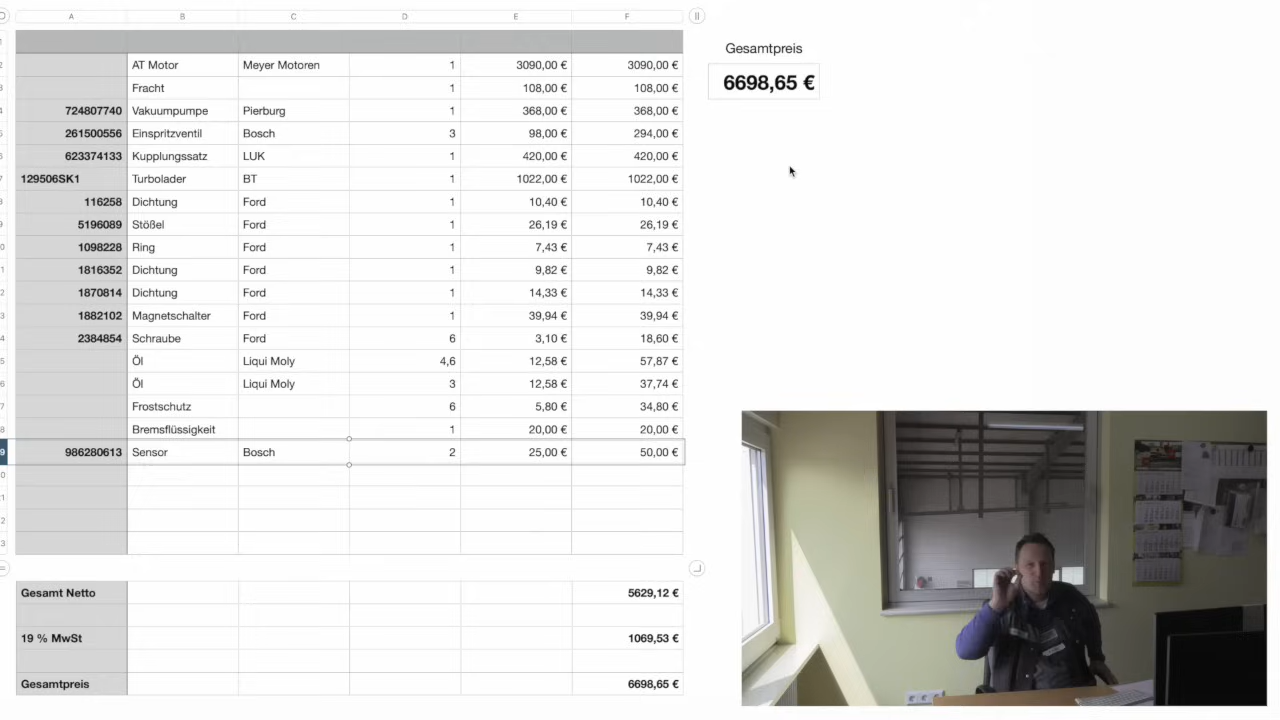 A B C D E F
AT Motor Meyer Motoren 1 3090,00 € 3090,00 €
Fracht 1 108,00 € 108,00 €
724807740 Vakuumpumpe Pierburg 1 368,00 € 368,00 €
261500556 Einspritzventil Bosch 3 98,00 € 294,00 €
623374133 Kupplungssatz LUK 1 420,00 € 420,00 €
129506SK1 Turbolader BT 1 1022,00 € 1022,00 €
116258 Dichtung Ford 1 10,40 € 10,40 €
5196089 Stößel Ford 1 26,19 € 26,19 €
1098228 Ring Ford 1 7,43 € 7,43 €
1816352 Dichtung Ford 1 9,82 € 9,82 €
1870814 Dichtung Ford 1 14,33 € 14,33 €
1882102 Magnetschalter Ford 1 39,94 € 39,94 €
2384854 Schraube Ford 6 3,10 € 18,60 €
Öl Liqui Moly 4,6 12,58 € 57,87 €
Öl Liqui Moly 3 12,58 € 37,74 €
Frostschutz 6 5,80 € 34,80 €
Bremsflüssigkeit 1 20,00 € 20,00 €
986280613 Sensor Bosch 2 25,00 € 50,00 €
Gesamt Netto 5629,12 €
19 % MwSt 1069,53 €
Gesamtpreis 6698,65 €
Gesamtpreis
6698,65 €